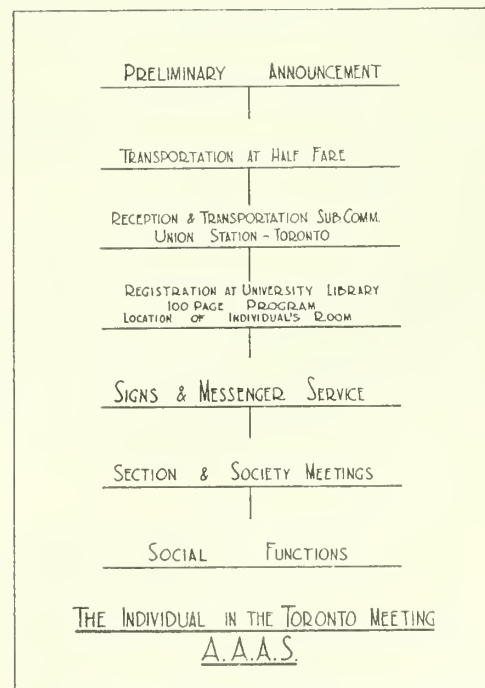 PRELIMINARY ANNOUNCEMENT
TRANSPORTATION AT HALF FARE
RECEPTION & TRANSPORTATION SUB COMM.
UNION STATION - TORONTO
REGISTRATION AT UNIVERSITY LIBRARY
100 PAGE PROGRAM
LOCATION OF INDIVIDUAL'S ROOM
SIGNS & MESSENGER SERVICE
SECTION & SOCIETY MEETINGS
SOCIAL FUNCTIONS
THE INDIVIDUAL IN THE TORONTO MEETING
A.A.A.S.